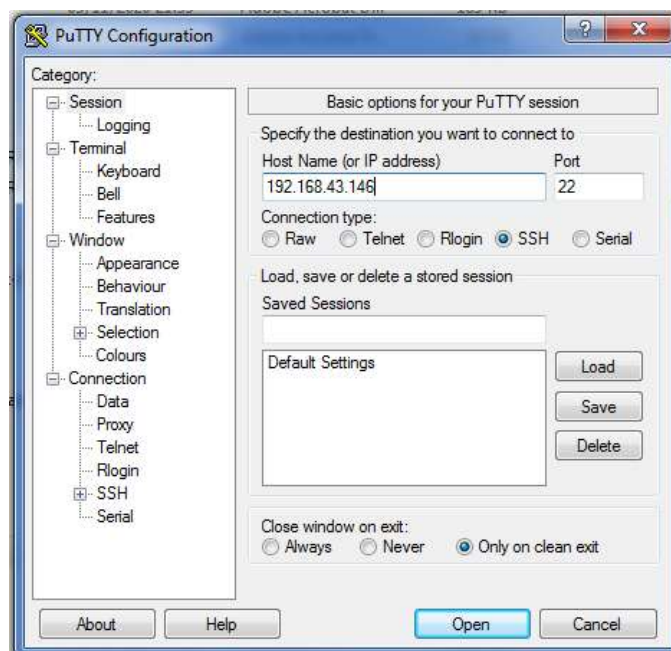 PuTTY Configuration
Category:
Session
Logging
Terminal
Keyboard
Bell
Features
Window
Appearance
Behaviour
Translation
Selection
Colours
Connection
Data
Proxy
Telnet
Rlogin
SSH
Serial
Basic options for your PuTTY session
Specify the destination you want to connect to
Host Name (or IP address) Port
192.168.43.146 22
Connection type:
Raw Telnet Rlogin SSH Serial
Load, save or delete a stored session
Saved Sessions
Default Settings
Load
Save
Delete
Close window on exit:
Always Never Only on clean exit
About Help Open Cancel